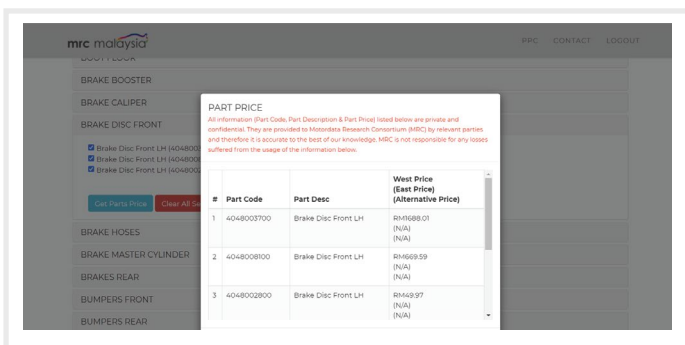 mrc malaysia
PPC CONTACT LOGOUT
BOOT FLOOR
BRAKE BOOSTER
BRAKE CALIPER
BRAKE DISC FRONT
Brake Disc Front LH (4048003
Brake Disc Front LH (4048008
Brake Disc Front LH (4048002
Get Parts Price Clear All Se
BRAKE HOSES
BRAKE MASTER CYLINDER
BRAKES REAR
BUMPERS FRONT
BUMPERS REAR
PART PRICE
All information (Part Code, Part Description & Part Price) listed below are private and
confidential. They are provided to Motordata Research Consortium (MRC) by relevant parties
and therefore it is accurate to the best of our knowledge, MRC is not responsible for any losses
suffered from the usage of the information below.
West Price
(East Price)
# Part Code Part Desc (Alternative Price)
1 4048003700 Brake Disc Front LH RM1688.01
(N/A)
(N/A)
2 4048008100 Brake Disc Front LH RM669.59
(N/A)
(N/A)
3 4048002800 Brake Disc Front LH RM49.97
(N/A)
(N/A)